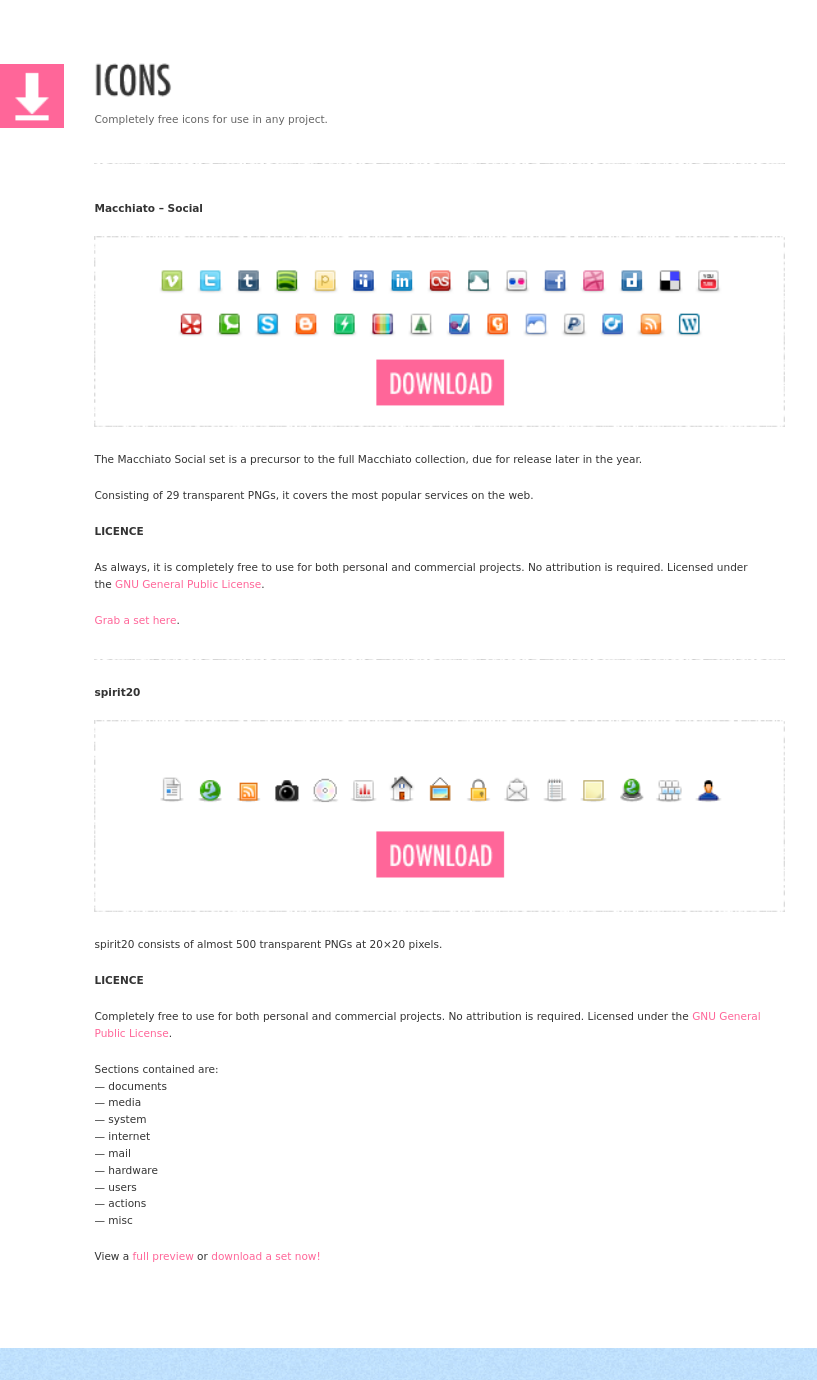 ICONS
Completely free icons for use in any project.
Macchiato – Social
DOWNLOAD
The Macchiato Social set is a precursor to the full Macchiato collection, due for release later in the year.
Consisting of 29 transparent PNGs, it covers the most popular services on the web.
LICENCE
As always, it is completely free to use for both personal and commercial projects. No attribution is required. Licensed under
the GNU General Public License.
Grab a set here.
spirit20
DOWNLOAD
spirit20 consists of almost 500 transparent PNGs at 20×20 pixels.
LICENCE
Completely free to use for both personal and commercial projects. No attribution is required. Licensed under the GNU General
Public License.
Sections contained are:
— documents
— media
— system
— internet
— mail
— hardware
— users
— actions
— misc
View a full preview or download a set now!